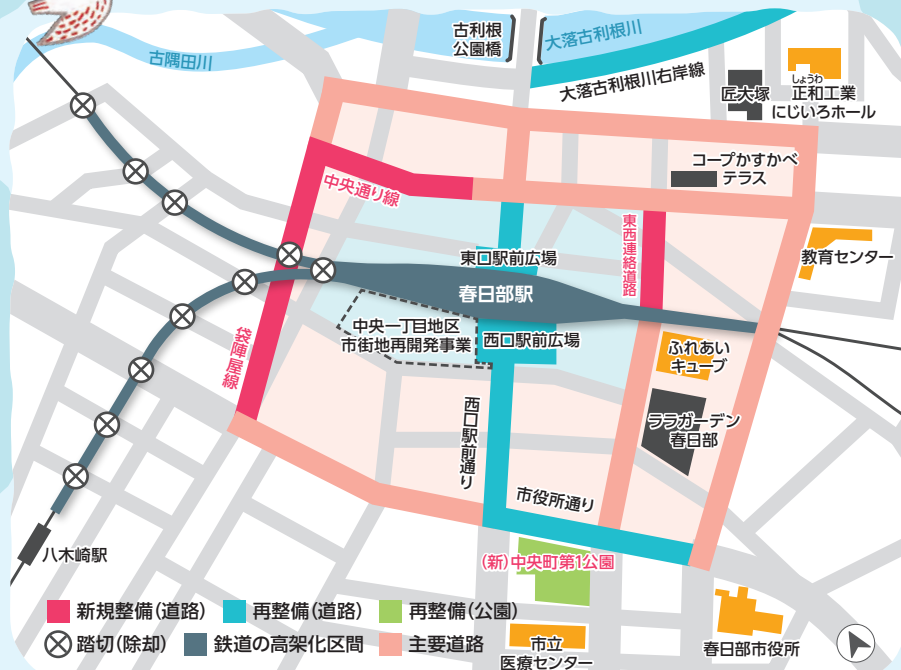 古利根
公園橋
大落古利根川
古隅田川
大落古利根川右岸線
匠大塚
しょうわ
正和工業
にじいろホール
コープかすかべ
テラス
中央通り線
東西連絡道路
教育センター
東口駅前広場
春日部駅
中央一丁目地区
市街地再開発事業
西口駅前広場
袋陣屋線
ふれあい
キューブ
ララガーデン
春日部
西口駅前通り
市役所通り
八木崎駅
(新)中央町第1公園
新規整備(道路)
再整備(道路)
再整備(公園)
踏切(除却)
鉄道の高架化区間
主要道路
市立
医療センター
春日部市役所